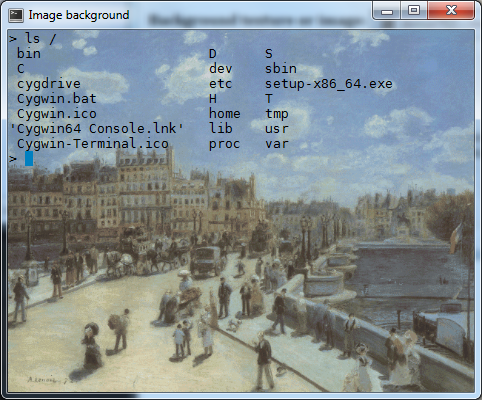 Image background
> ls /
 bin                    D      S
 C                      dev    sbin
 cygdrive               etc    setup-x86_64.exe
 Cygwin.bat             H      T
 Cygwin.ico             home   tmp
'Cygwin64 Console.lnk'  lib    usr
 Cygwin-Terminal.ico    proc   var
>